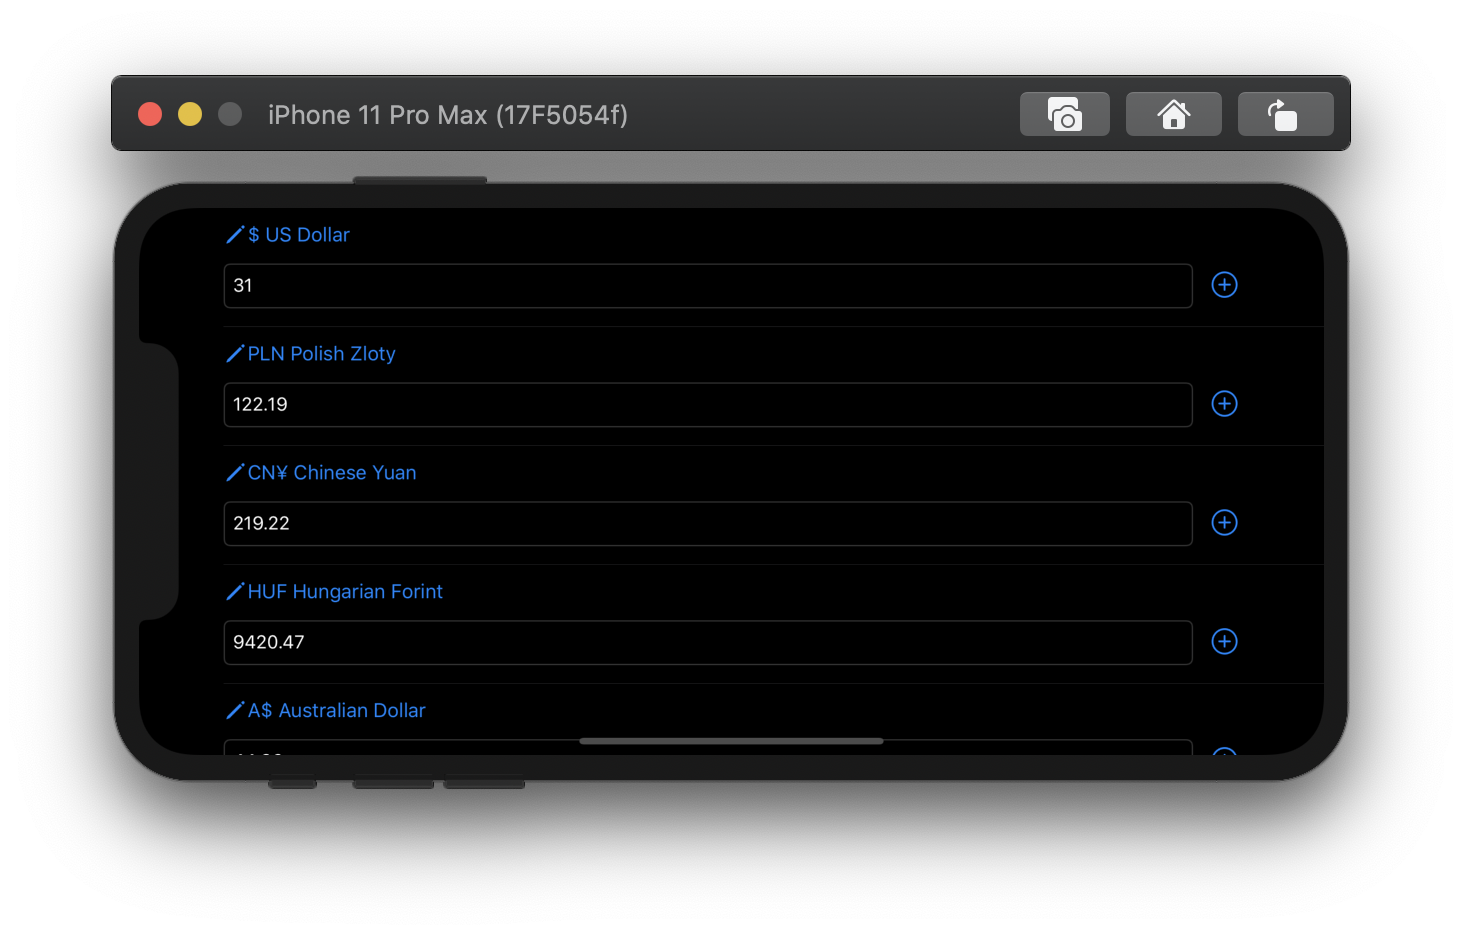 iPhone 11 Pro Max (17F5054f)
$ US Dollar
31
PLN Polish Zloty
122.19
CN¥ Chinese Yuan
219.22
HUF Hungarian Forint
9420.47
A$ Australian Dollar